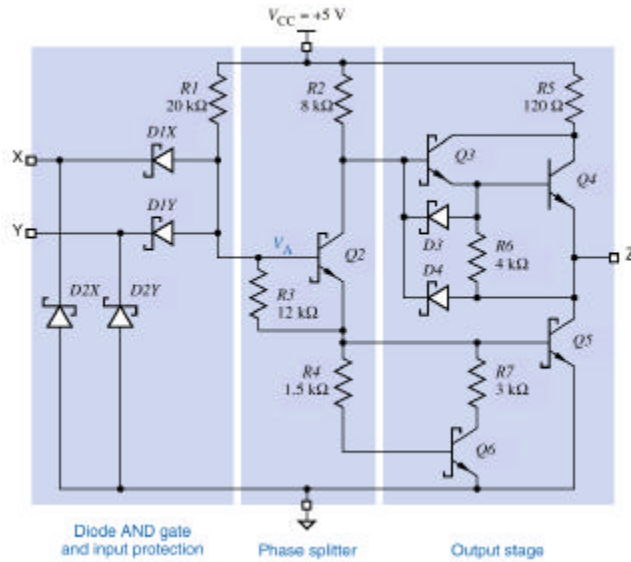 VCC = +5 V
R1
20 kΩ
R2
8 kΩ
R5
120 Ω
D1X
X
Q3
Q4
D1Y
Y
VA
Q2
D3
R6
4 kΩ
Z
D2X
D2Y
R3
12 kΩ
D4
Q5
R4
1.5 kΩ
R7
3 kΩ
Q6
Diode AND gate
and input protection
Phase splitter
Output stage